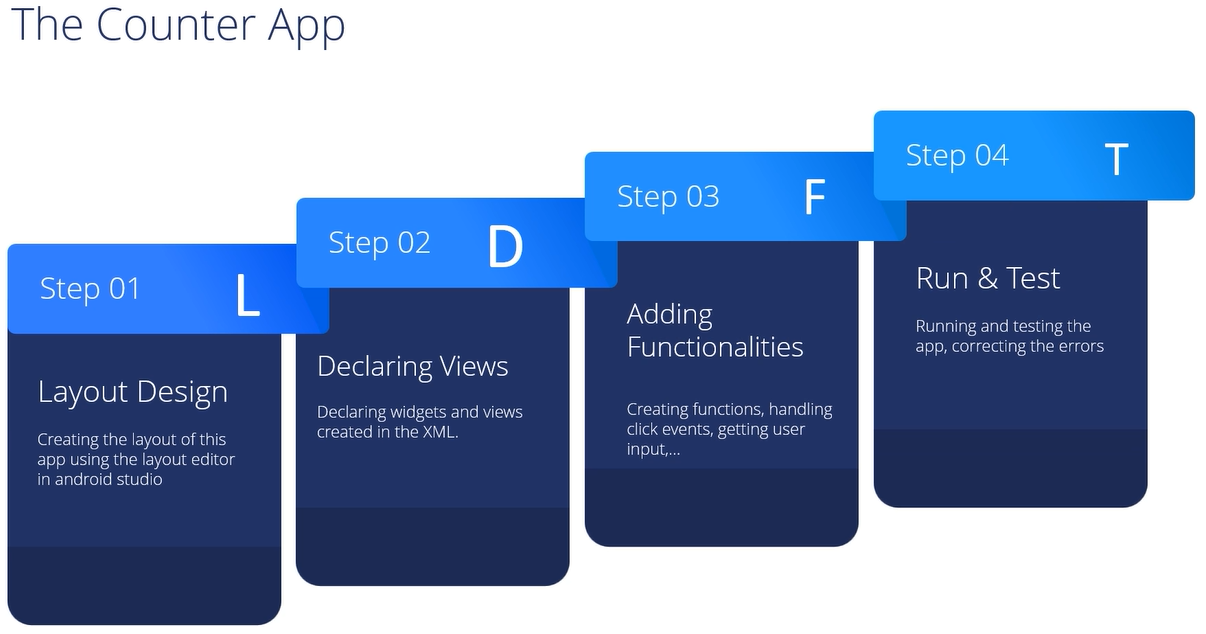 The Counter App
Step 01
L
Layout Design
Creating the layout of this
app using the layout editor
in android studio
Step 02
D
Declaring Views
Declaring widgets and views
created in the XML.
Step 03
F
Adding
Functionalities
Creating functions, handling
click events, getting user
input,...
Step 04
T
Run & Test
Running and testing the
app, correcting the errors